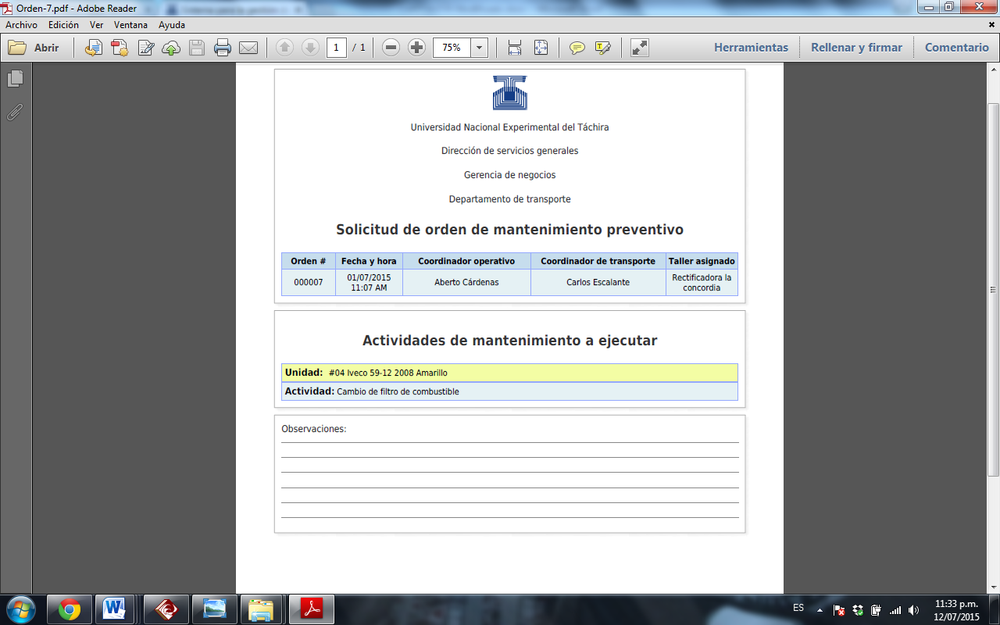 Orden-7.pdf - Adobe Reader
Archivo Edición Ver Ventana Ayuda
Abrir 1 / 1 75% Herramientas Rellenar y firmar Comentario
Universidad Nacional Experimental del Táchira
Dirección de servicios generales
Gerencia de negocios
Departamento de transporte
Solicitud de orden de mantenimiento preventivo
Orden # Fecha y hora Coordinador operativo Coordinador de transporte Taller asignado
000007 01/07/2015 11:07 AM Aberto Cárdenas Carlos Escalante Rectificadora la concordia
Actividades de mantenimiento a ejecutar
Unidad: #04 Iveco 59-12 2008 Amarillo
Actividad: Cambio de filtro de combustible
Observaciones:
ES 11:33 p.m.
12/07/2015